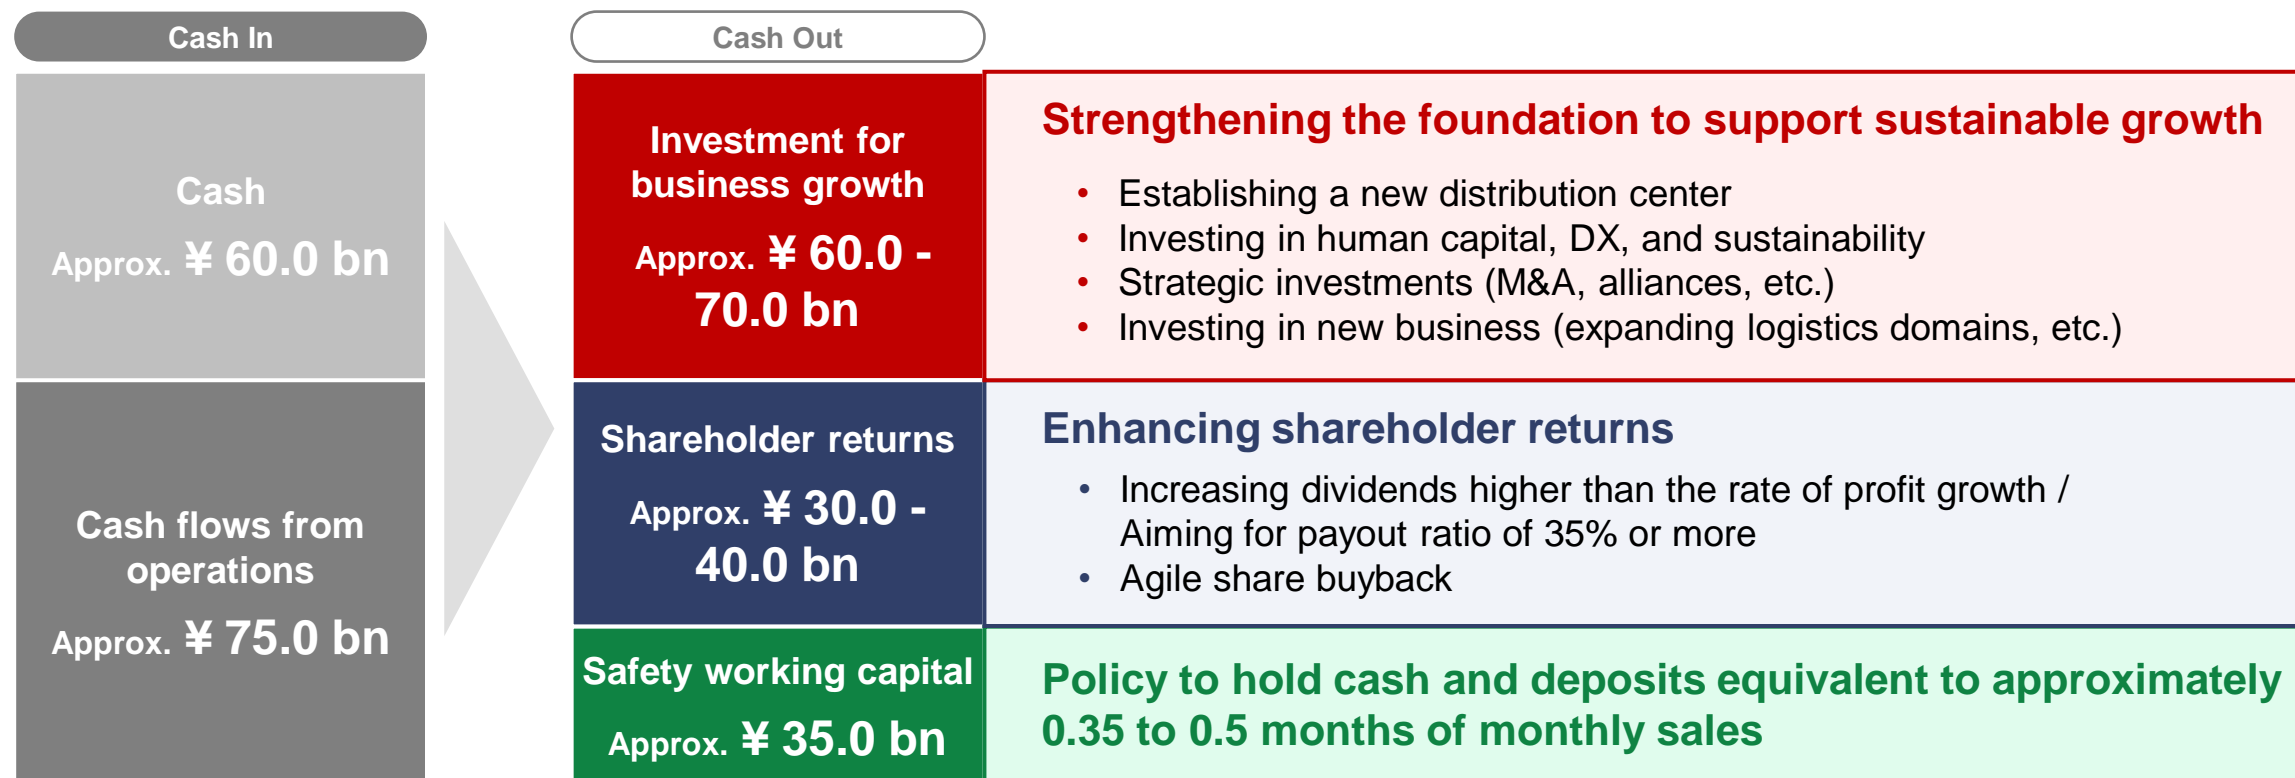 Cash In
Cash
Approx. ¥ 60.0 bn
Cash flows from
operations
Approx. ¥ 75.0 bn
Cash Out
Investment for
business growth
Approx. ¥ 60.0 -
70.0 bn
Strengthening the foundation to support sustainable growth
• Establishing a new distribution center
• Investing in human capital, DX, and sustainability
• Strategic investments (M&A, alliances, etc.)
• Investing in new business (expanding logistics domains, etc.)
Shareholder returns
Approx. ¥ 30.0 -
40.0 bn
Enhancing shareholder returns
• Increasing dividends higher than the rate of profit growth /
Aiming for payout ratio of 35% or more
• Agile share buyback
Safety working capital
Approx. ¥ 35.0 bn
Policy to hold cash and deposits equivalent to approximately
0.35 to 0.5 months of monthly sales